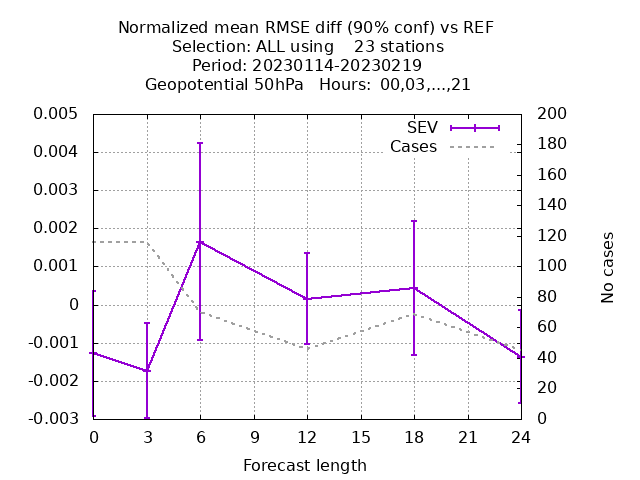 Normalized mean RMSE diff (90% conf) vs REF
Selection: ALL using    23 stations
Period: 20230114-20230219
Geopotential 50hPa   Hours:  00,03,...,21
0.005
0.004
0.003
0.002
0.001
0
-0.001
-0.002
-0.003
SEV
Cases
200
180
160
140
120
100
80
60
40
20
0
No cases
0 3 6 9 12 15 18 21 24
Forecast length